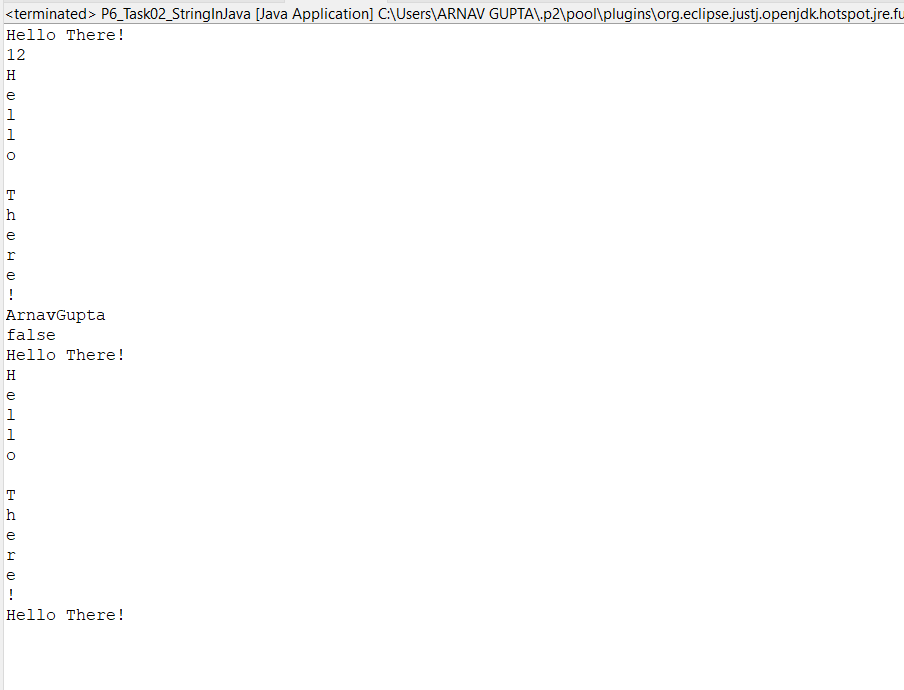 <terminated> P6_Task02_StringInJava [Java Application] C:\Users\ARNAV GUPTA\.p2\pool\plugins\org.eclipse.justj.openjdk.hotspot.jre.fu
Hello There!
12
H
e
l
l
o

T
h
e
r
e
!
ArnavGupta
false
Hello There!
H
e
l
l
o

T
h
e
r
e
!
Hello There!